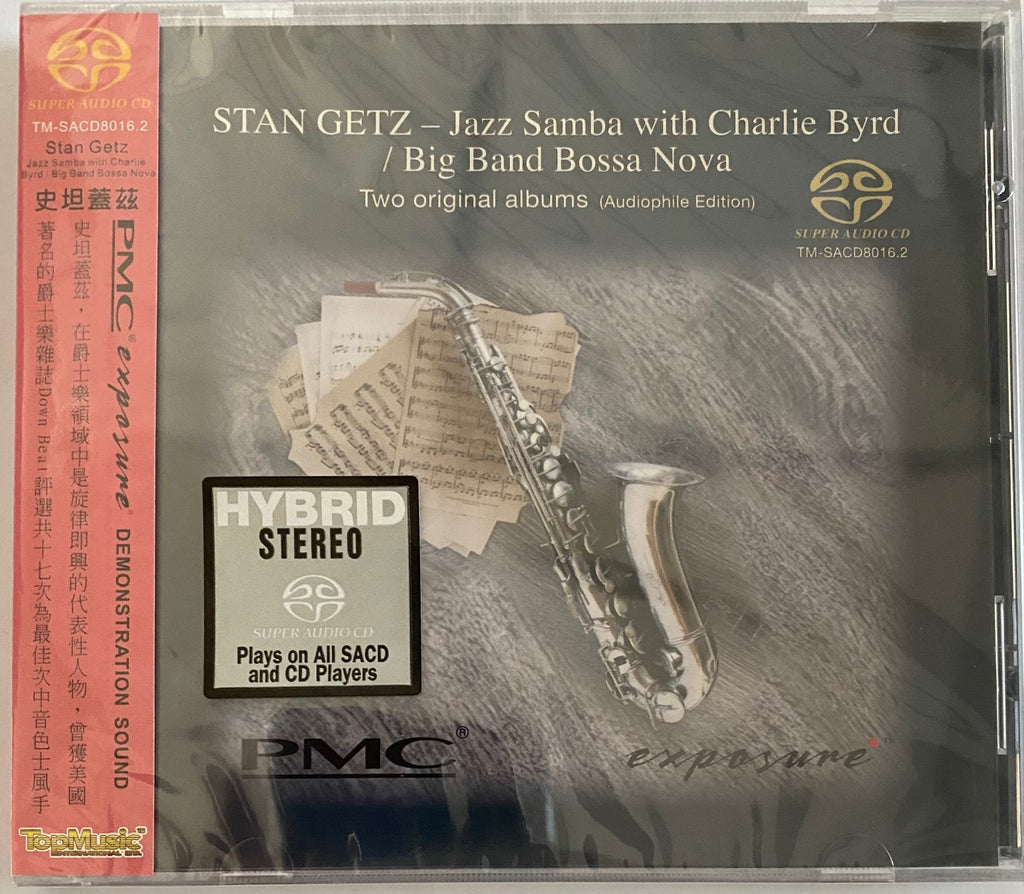 SUPER AUDIO CD
TM-SACD8016.2
Stan Getz
Jazz Samba with Charlie
Byrd / Big Band Bossa Nova
史坦蓋茲
PMC® exposure® DEMONSTRATION SOUND
史坦蓋茲，在爵士樂領域中是旋律即興的代表性人物，曾獲美國
著名的爵士樂雜誌Down Beat評選共十七次為最佳次中音色士風手
TopMusic™
INTERNATIONAL
STAN GETZ – Jazz Samba with Charlie Byrd
/ Big Band Bossa Nova
Two original albums (Audiophile Edition)
SUPER AUDIO CD
TM-SACD8016.2
HYBRID
STEREO
SUPER AUDIO CD
Plays on All SACD
and CD Players
PMC®
exposure™